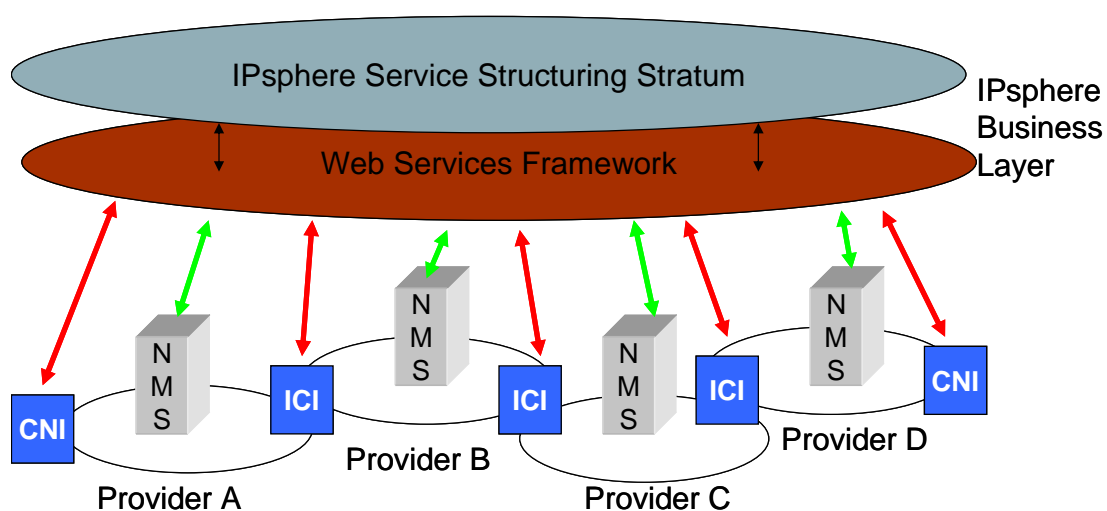 IPsphere Service Structuring Stratum
Web Services Framework
IPsphere
Business
Layer
N
M
S
N
M
S
N
M
S
N
M
S
CNI
ICI
ICI
ICI
CNI
Provider A
Provider B
Provider C
Provider D